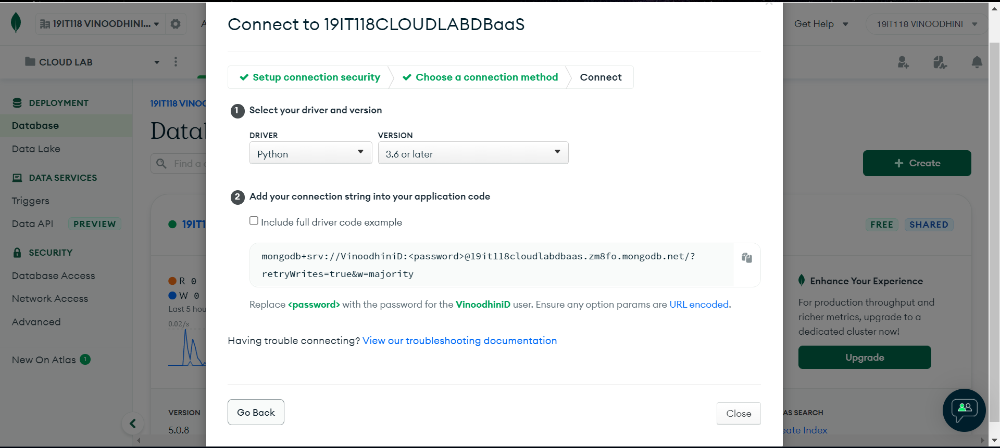 19IT118 VINOODHINI...
A
Get Help
19IT118 VINOODHINI
CLOUD LAB
DEPLOYMENT
Database
Data Lake
DATA SERVICES
Triggers
Data API PREVIEW
SECURITY
Database Access
Network Access
Advanced
New On Atlas 1
19IT118 VINOO
Datal
Find a
19IT1
R 0
W 0
Last 5 hou
0.02/s
VERSION
5.0.8
Connect to 19IT118CLOUDLABDBaaS
Setup connection security
Choose a connection method
Connect
1 Select your driver and version
DRIVER
VERSION
Python
3.6 or later
2 Add your connection string into your application code
Include full driver code example
mongodb+srv://VinoodhiniD:<password>@19it118cloudlabdbaas.zm8fo.mongodb.net/?
retryWrites=true&w=majority
Replace <password> with the password for the VinoodhiniD user. Ensure any option params are URL encoded.
Having trouble connecting? View our troubleshooting documentation
Go Back
Close
+ Create
FREE
SHARED
Enhance Your Experience
For production throughput and
richer metrics, upgrade to a
dedicated cluster now!
Upgrade
AS SEARCH
eate Index